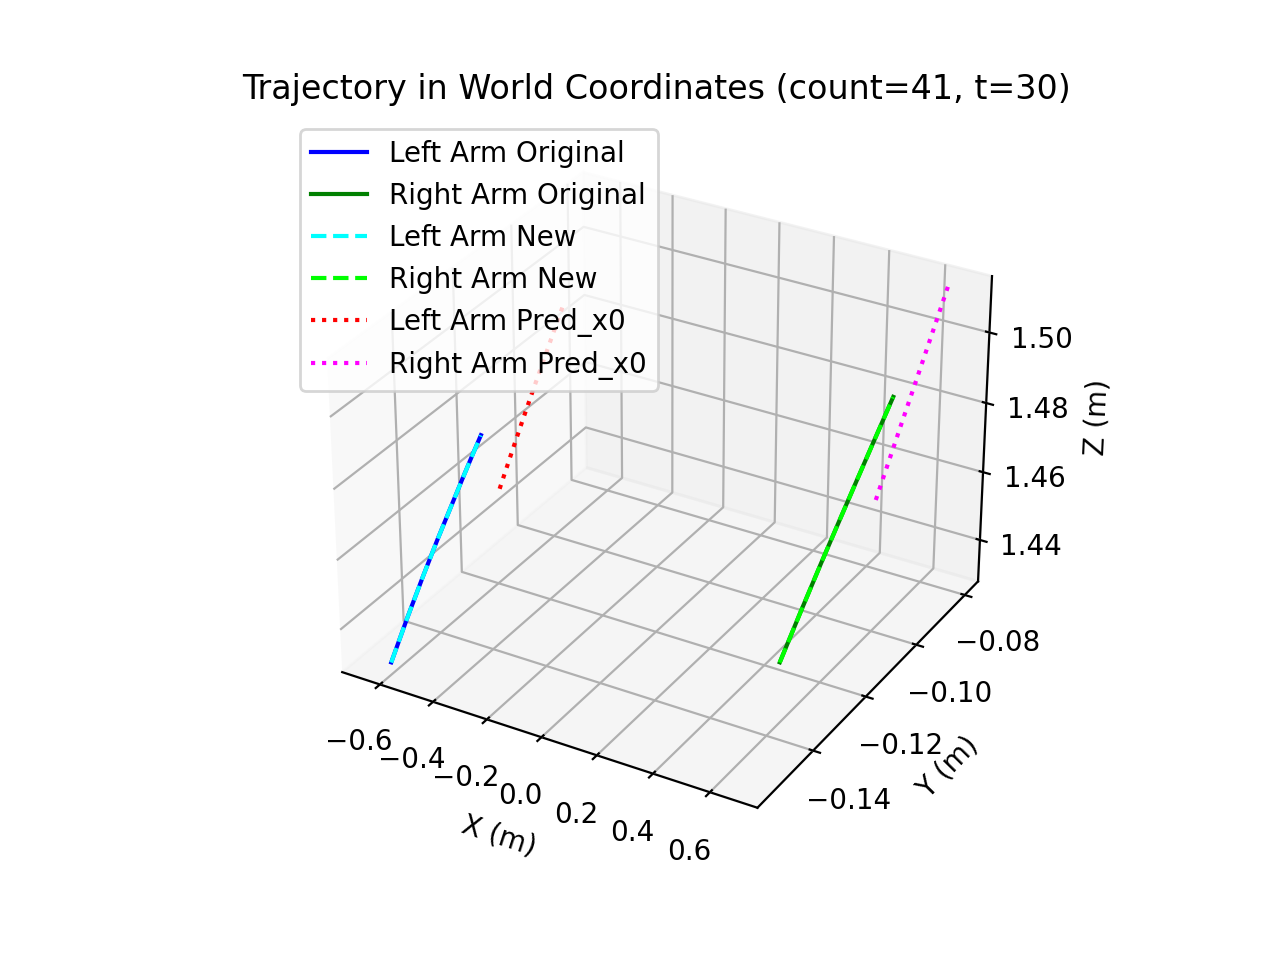 Trajectory in World Coordinates (count=41, t=30)
Left Arm Original
Right Arm Original
Left Arm New
Right Arm New
Left Arm Pred_x0
Right Arm Pred_x0
1.50
1.48
1.46
1.44
Z (m)
−0.08
−0.10
−0.12
−0.14
Y (m)
−0.6
−0.4
−0.2
0.0
0.2
0.4
0.6
X (m)